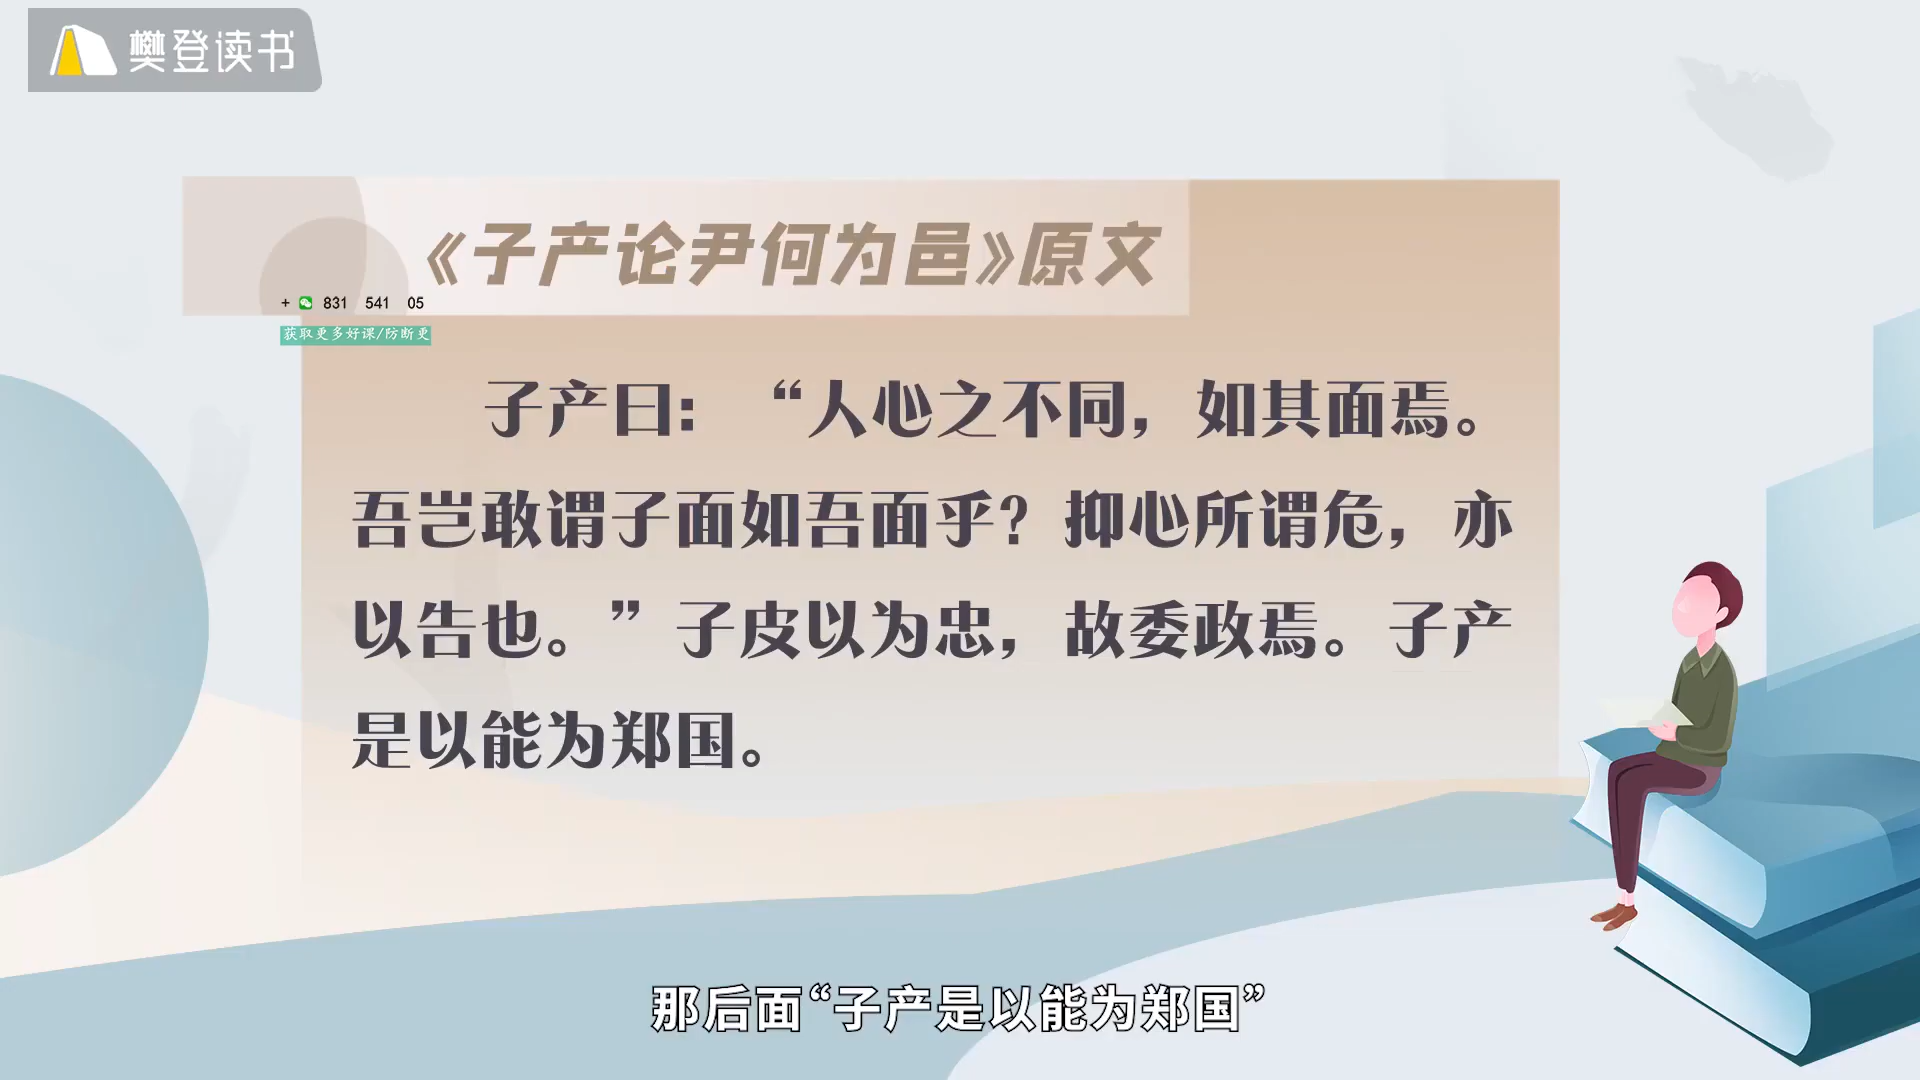 樊登读书
《子产论尹何为邑》原文
+ 831 541 05
获取更多好课/防断更
子产曰：“人心之不同，如其面焉。
吾岂敢谓子面如吾面乎？抑心所谓危，亦
以告也。”子皮以为忠，故委政焉。子产
是以能为郑国。
那后面“子产是以能为郑国”